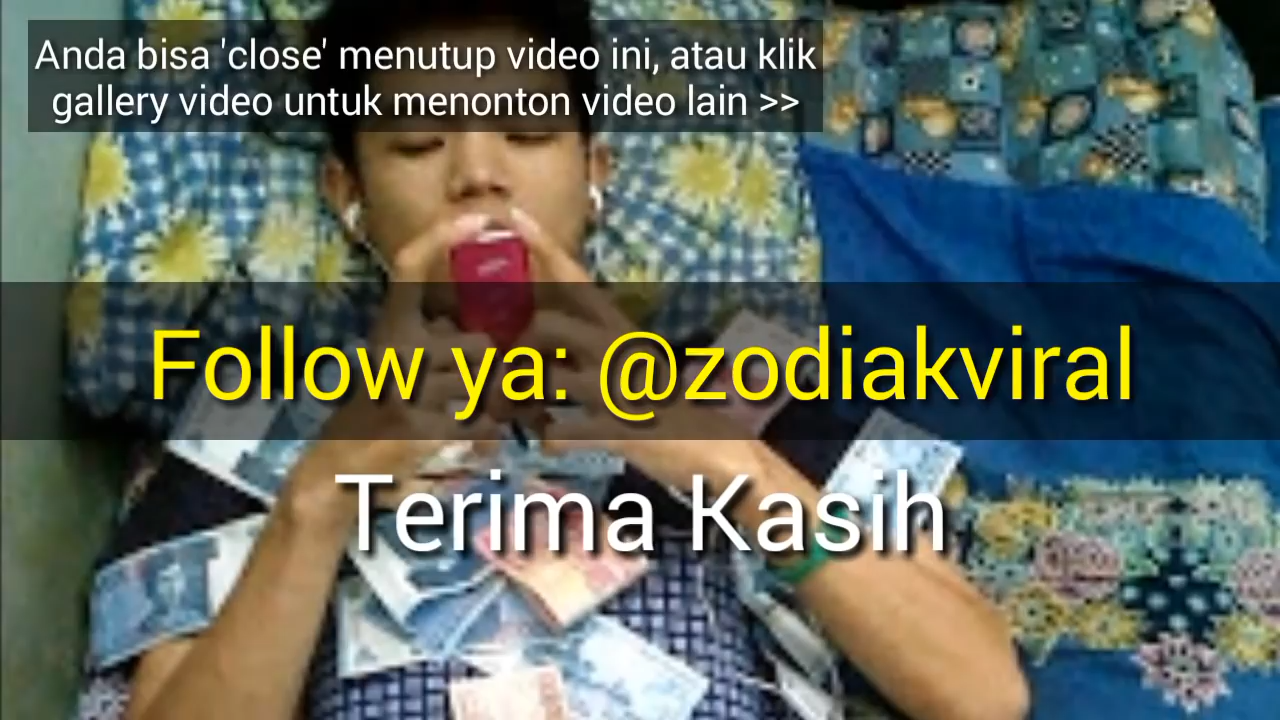 Anda bisa 'close' menutup video ini, atau klik
gallery video untuk menonton video lain >>
Follow ya: @zodiakviral
Terima Kasih